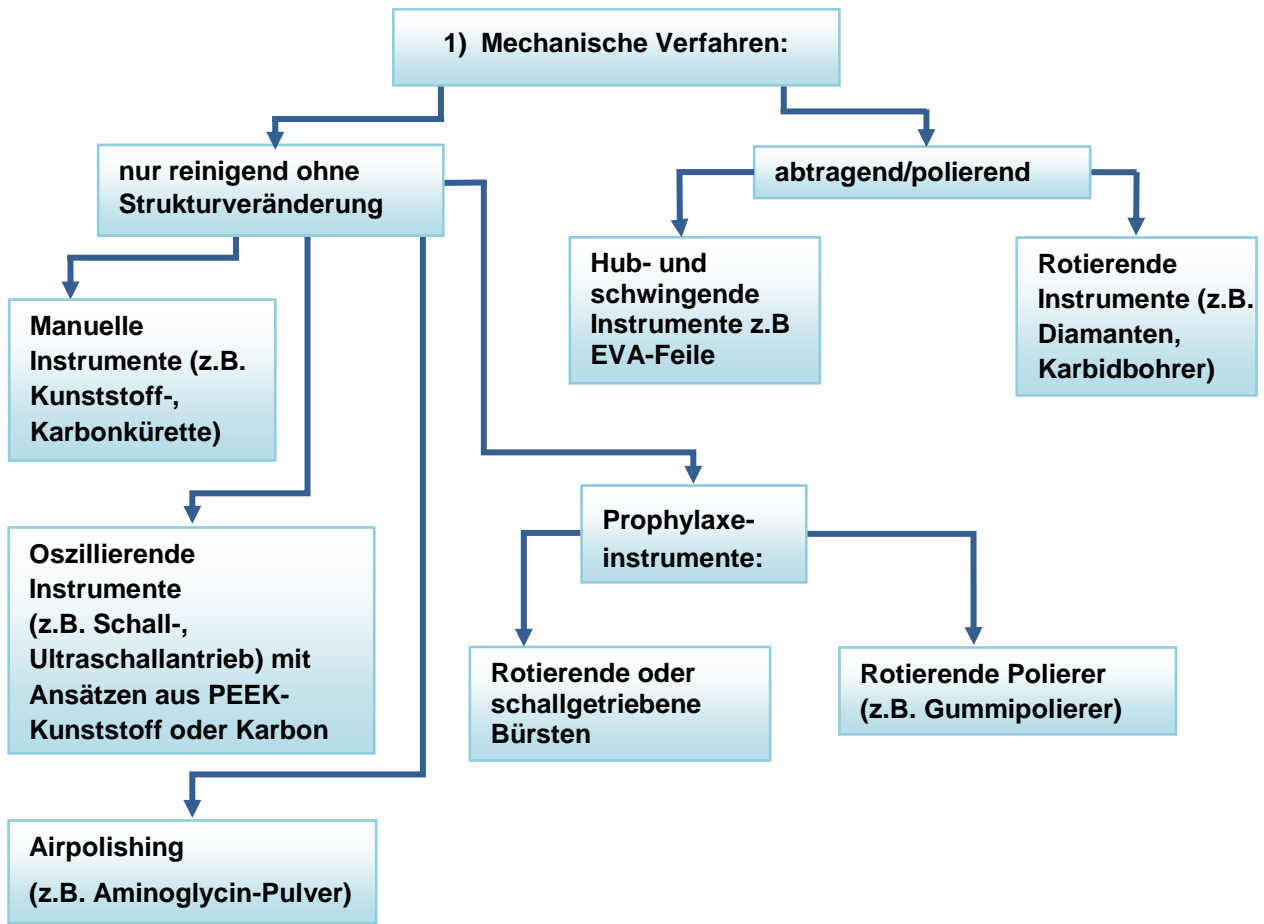 1) Mechanische Verfahren:
nur reinigend ohne
Strukturveränderung
abtragend/polierend
Hub- und
schwingende
Instrumente z.B
EVA-Feile
Rotierende
Instrumente (z.B.
Diamanten,
Karbidbohrer)
Manuelle
Instrumente (z.B.
Kunststoff-,
Karbonkürette)
Prophylaxe-
instrumente:
Oszillierende
Instrumente
(z.B. Schall-,
Ultraschallantrieb) mit
Ansätzen aus PEEK-
Kunststoff oder Karbon
Rotierende oder
schallgetriebene
Bürsten
Rotierende Polierer
(z.B. Gummipolierer)
Airpolishing
(z.B. Aminoglycin-Pulver)